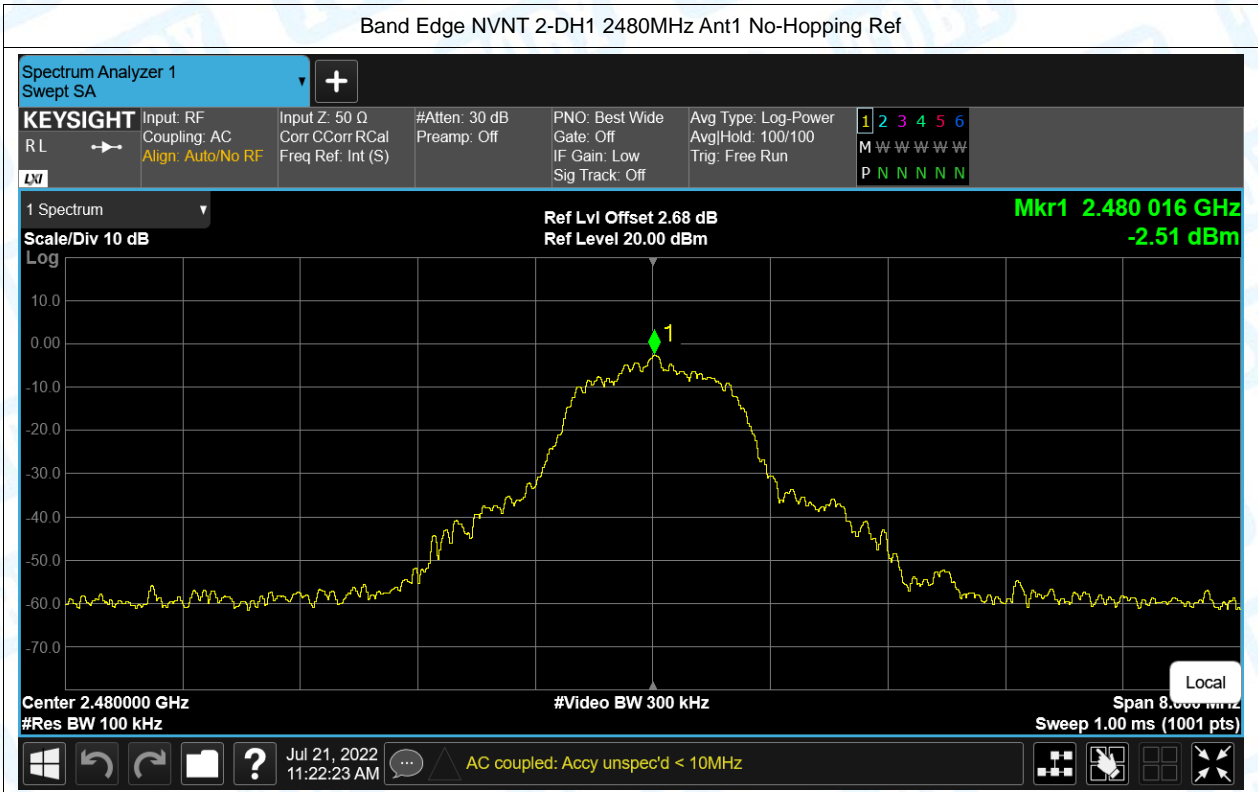 Band Edge NVNT 2-DH1 2480MHz Ant1 No-Hopping Ref
Spectrum Analyzer 1
Swept SA
+
KEYSIGHT
R L
LXI
Input: RF
Coupling: AC
Align: Auto/No RF
Input Z: 50 Ω
Corr CCorr RCal
Freq Ref: Int (S)
#Atten: 30 dB
Preamp: Off
PNO: Best Wide
Gate: Off
IF Gain: Low
Sig Track: Off
Avg Type: Log-Power
Avg|Hold: 100/100
Trig: Free Run
1 2 3 4 5 6
M W W W W W
P N N N N N
1 Spectrum
Scale/Div 10 dB
Ref Lvl Offset 2.68 dB
Ref Level 20.00 dBm
Mkr1 2.480 016 GHz
-2.51 dBm
Log
10.0
0.00
-10.0
-20.0
-30.0
-40.0
-50.0
-60.0
-70.0
1
Local
Center 2.480000 GHz
#Video BW 300 kHz
Span 8.000 MHz
#Res BW 100 kHz
Sweep 1.00 ms (1001 pts)
?
Jul 21, 2022
11:22:23 AM
AC coupled: Accy unspec'd < 10MHz